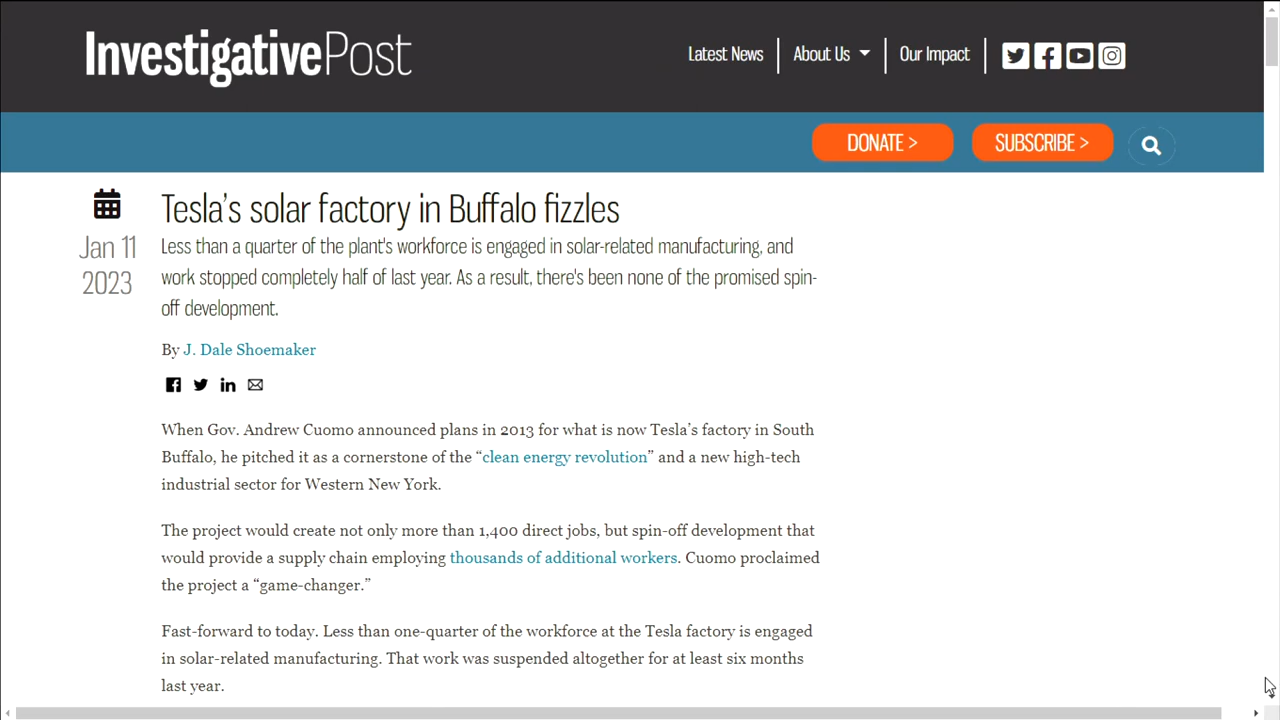 InvestigativePost
Latest News
About Us
Our Impact
DONATE >
SUBSCRIBE >
Jan 11
2023
Tesla’s solar factory in Buffalo fizzles
Less than a quarter of the plant's workforce is engaged in solar-related manufacturing, and
work stopped completely half of last year. As a result, there's been none of the promised spin-
off development.
By J. Dale Shoemaker
When Gov. Andrew Cuomo announced plans in 2013 for what is now Tesla’s factory in South
Buffalo, he pitched it as a cornerstone of the “clean energy revolution” and a new high-tech
industrial sector for Western New York.
The project would create not only more than 1,400 direct jobs, but spin-off development that
would provide a supply chain employing thousands of additional workers. Cuomo proclaimed
the project a “game-changer.”
Fast-forward to today. Less than one-quarter of the workforce at the Tesla factory is engaged
in solar-related manufacturing. That work was suspended altogether for at least six months
last year.